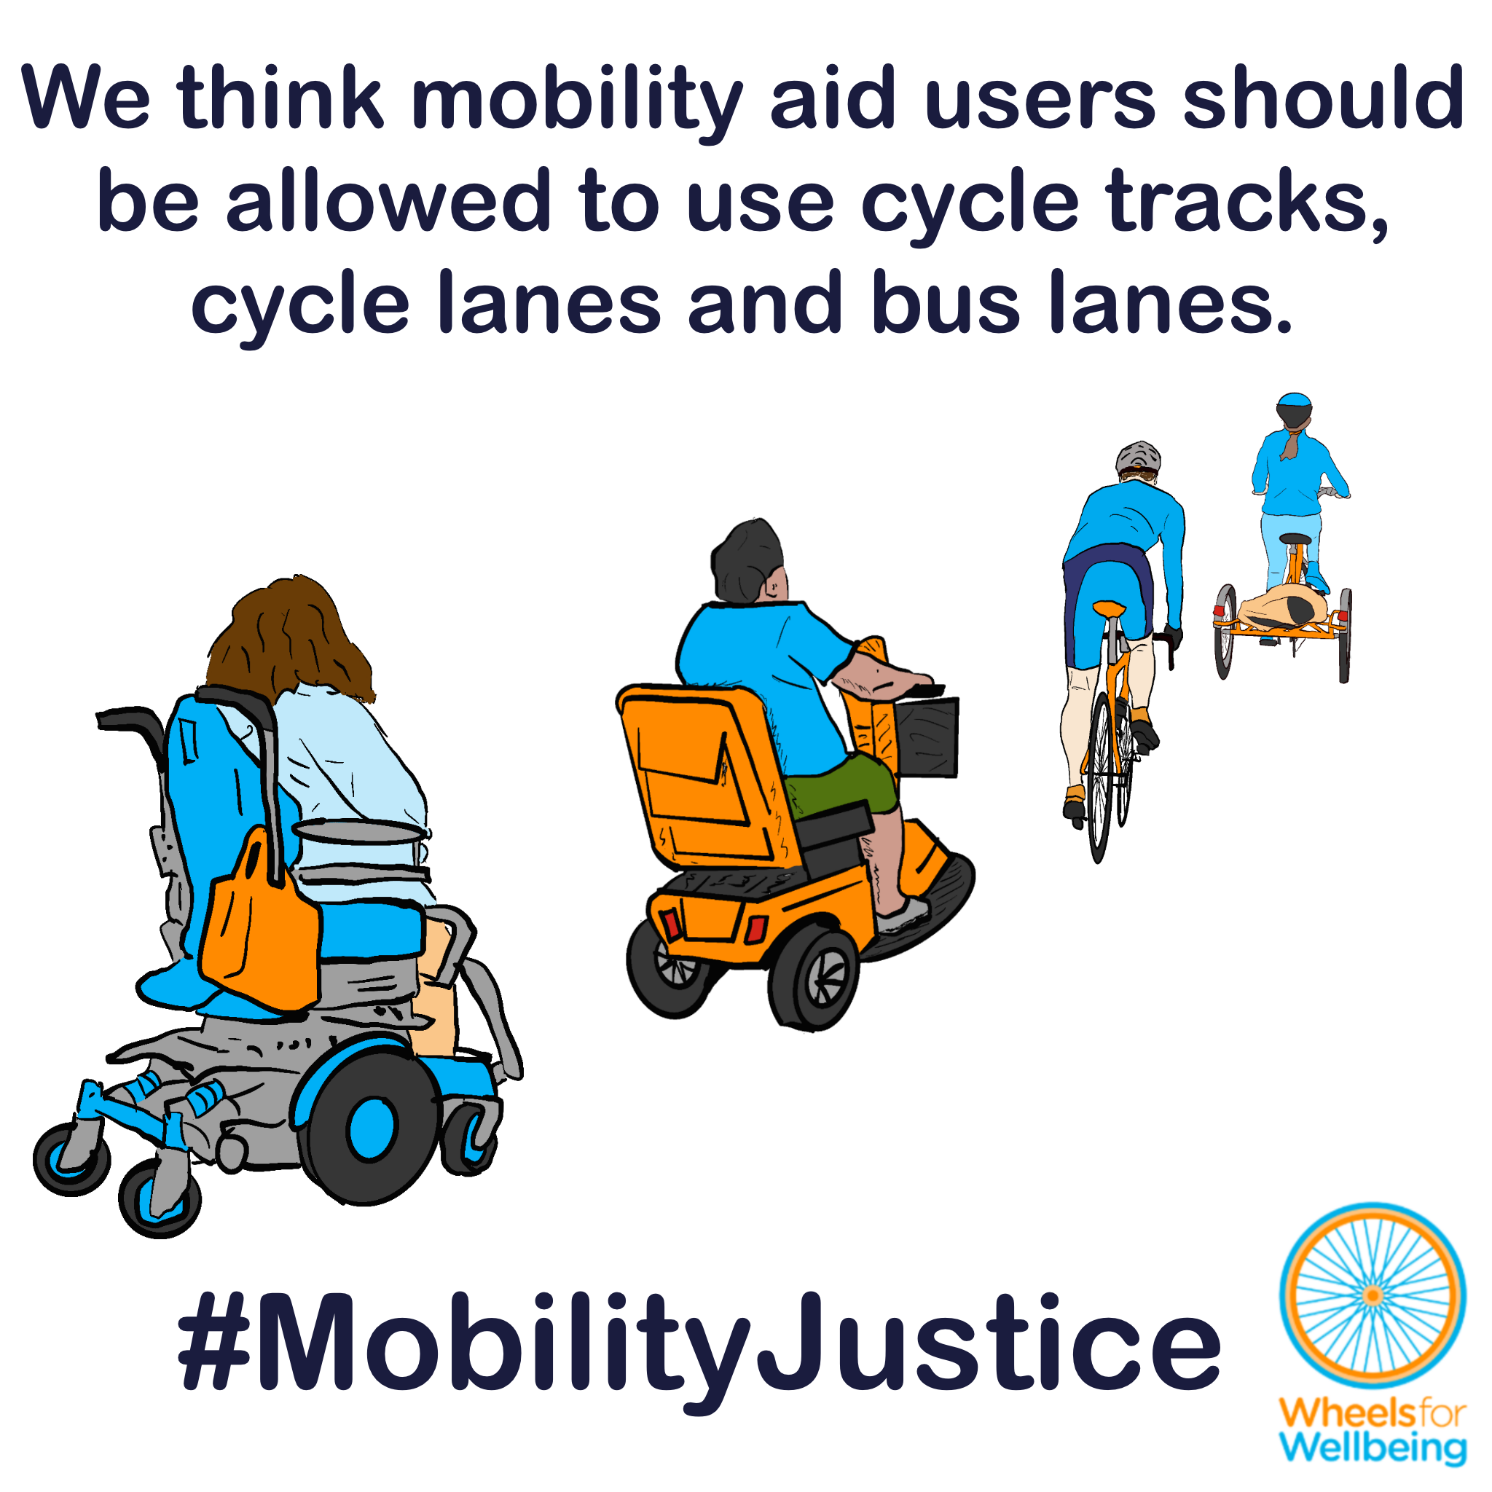 We think mobility aid users should
be allowed to use cycle tracks,
cycle lanes and bus lanes.
#MobilityJustice
Wheels for
Wellbeing